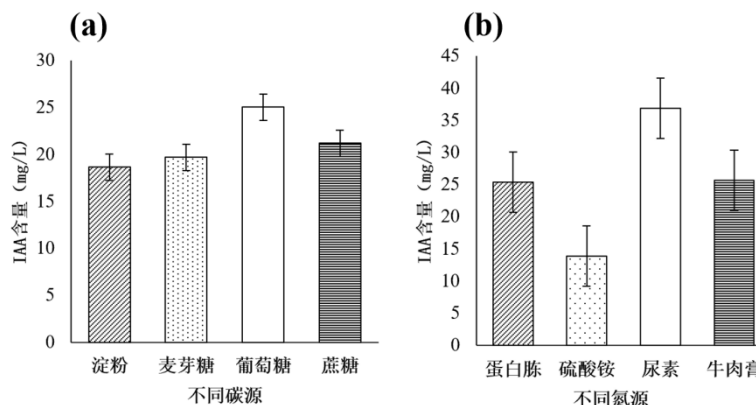 (a)
30
25
20
15
10
5
0
IAA含量（mg/L）
淀粉 麦芽糖 葡萄糖 蔗糖
不同碳源
(b)
45
40
35
30
25
20
15
10
5
0
IAA含量（mg/L）
蛋白胨 硫酸铵 尿素 牛肉膏
不同氮源